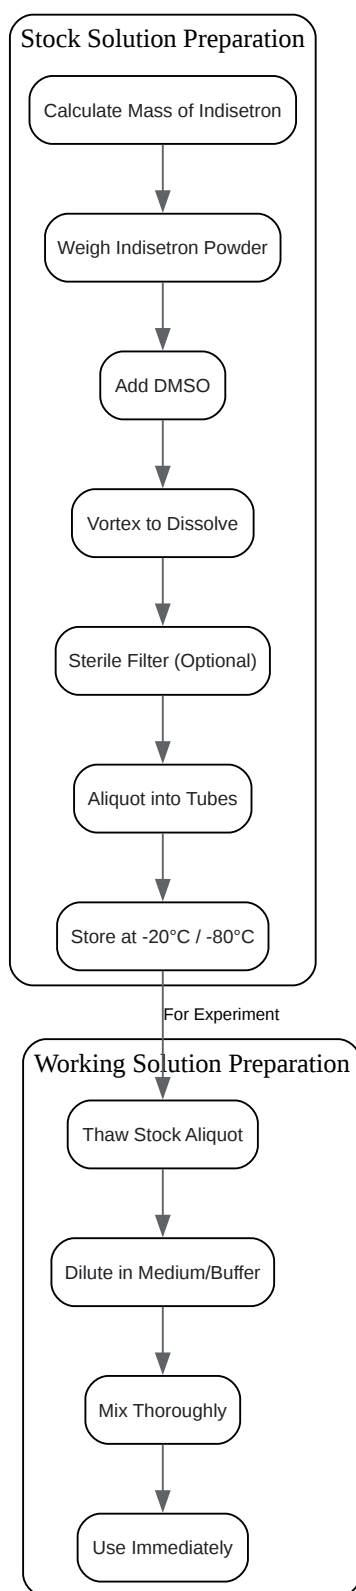 Stock Solution Preparation
Calculate Mass of Indisetron
Weigh Indisetron Powder
Add DMSO
Vortex to Dissolve
Sterile Filter (Optional)
Aliquot into Tubes
Store at -20°C / -80°C
For Experiment
Working Solution Preparation
Thaw Stock Aliquot
Dilute in Medium/Buffer
Mix Thoroughly
Use Immediately